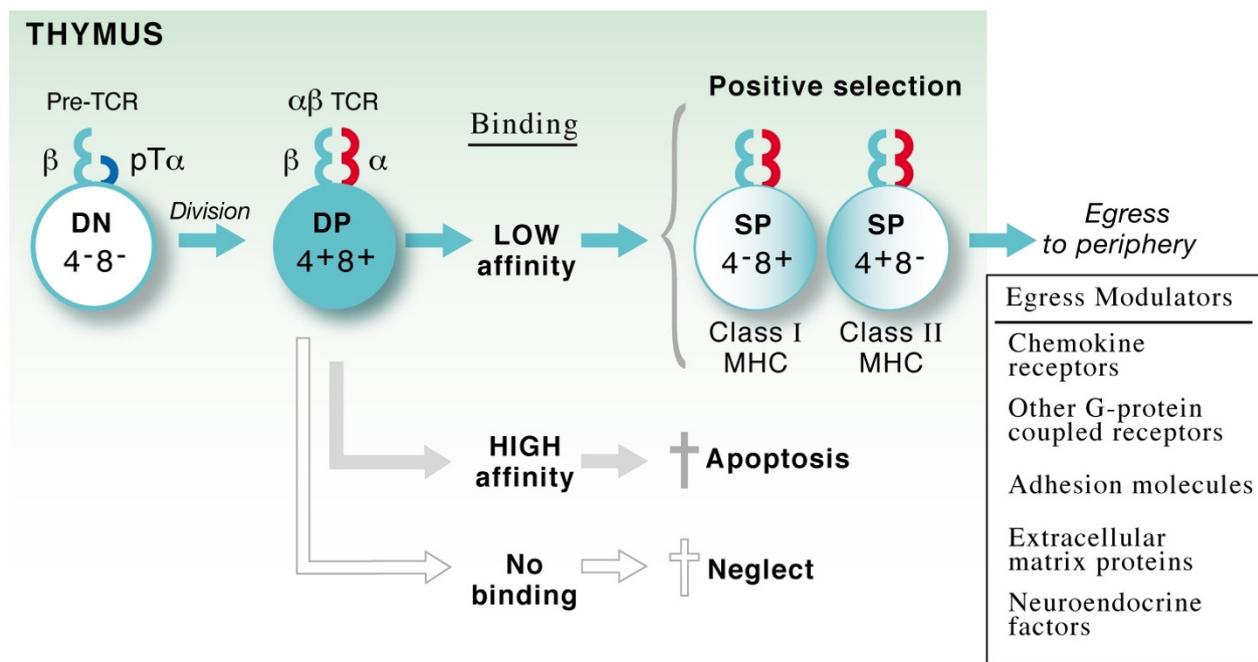 THYMUS
Pre-TCR
β
pTα
DN
4-8-
Division
αβ TCR
β
α
DP
4+8+
Binding
LOW
affinity
Positive selection
SP
4-8+
Class I
MHC
SP
4+8-
Class II
MHC
Egress
to periphery
HIGH
affinity
Apoptosis
No
binding
Neglect
Egress Modulators
Chemokine
receptors
Other G-protein
coupled receptors
Adhesion molecules
Extracellular
matrix proteins
Neuroendocrine
factors